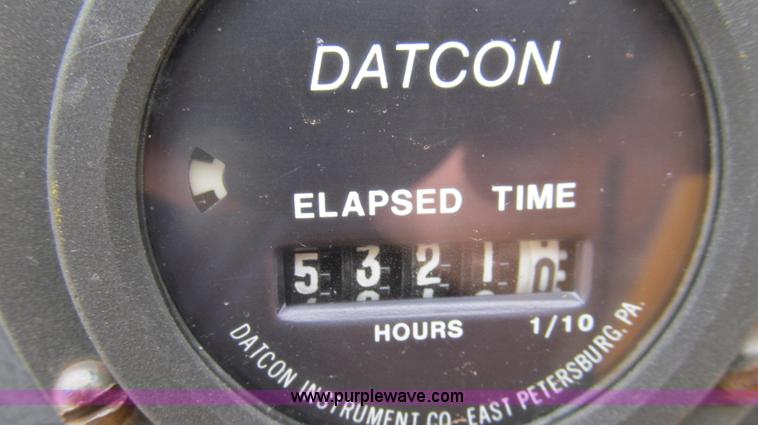 DATCON
ELAPSED TIME
5 3 2 1 0
HOURS 1/10
DATCON INSTRUMENT CO. EAST PETERSBURG, PA.
www.purplewave.com